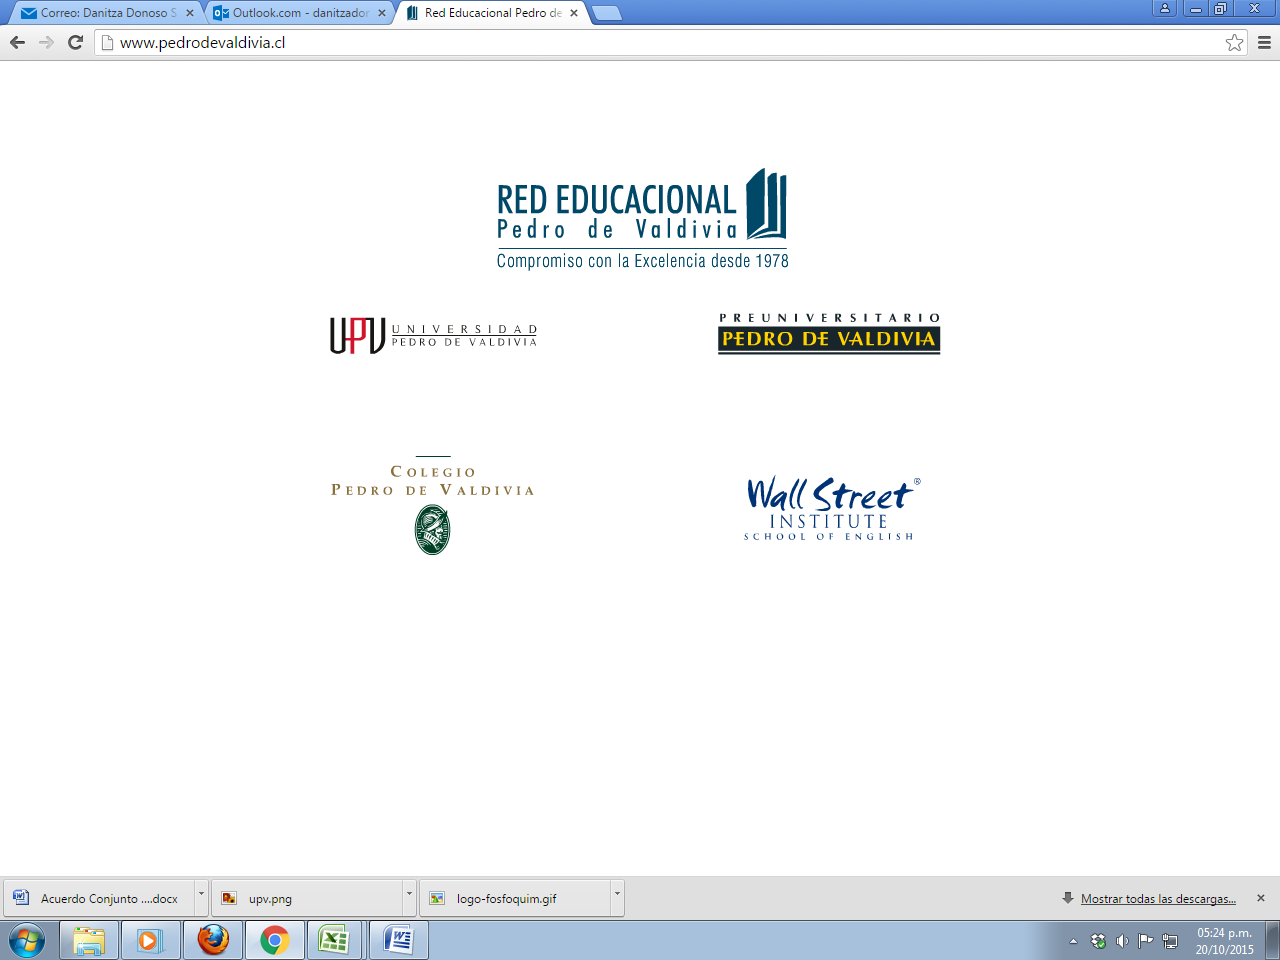 Correo: Danitza Donoso S
Outlook.com - danitzador
Red Educacional Pedro de
www.pedrodevaldivia.cl
RED EDUCACIONAL
Pedro de Valdivia
Compromiso con la Excelencia desde 1978
UPV UNIVERSIDAD
PEDRO DE VALDIVIA
PREUNIVERSITARIO
PEDRO DE VALDIVIA
COLEGIO
PEDRO DE VALDIVIA
Wall Street ®
INSTITUTE
SCHOOL OF ENGLISH
Acuerdo Conjunto ....docx
upv.png
logo-fosfoquim.gif
Mostrar todas las descargas...
05:24 p.m.
20/10/2015